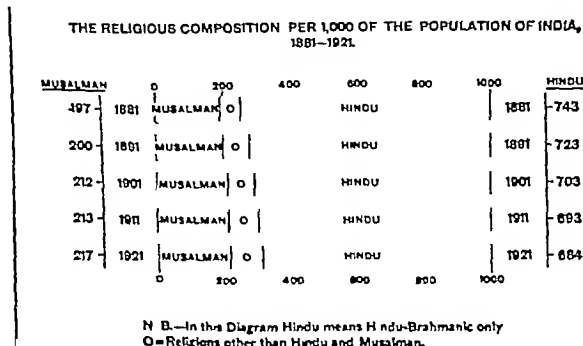 THE RELIGIOUS COMPOSITION PER 1,000 OF THE POPULATION OF INDIA,
1881–1921.
MUSALMAN 0 200 400 600 800 1000 HINDU
497 1881 MUSALMAN O HINDU 1881 743
200 1891 MUSALMAN O HINDU 1891 723
212 1901 MUSALMAN O HINDU 1901 703
213 1911 MUSALMAN O HINDU 1911 693
217 1921 MUSALMAN O HINDU 1921 684
0 200 400 600 800 1000
N B.—In this Diagram Hindu means H ndu-Brahmanic only
O=Religions other than Hindu and Musalman.